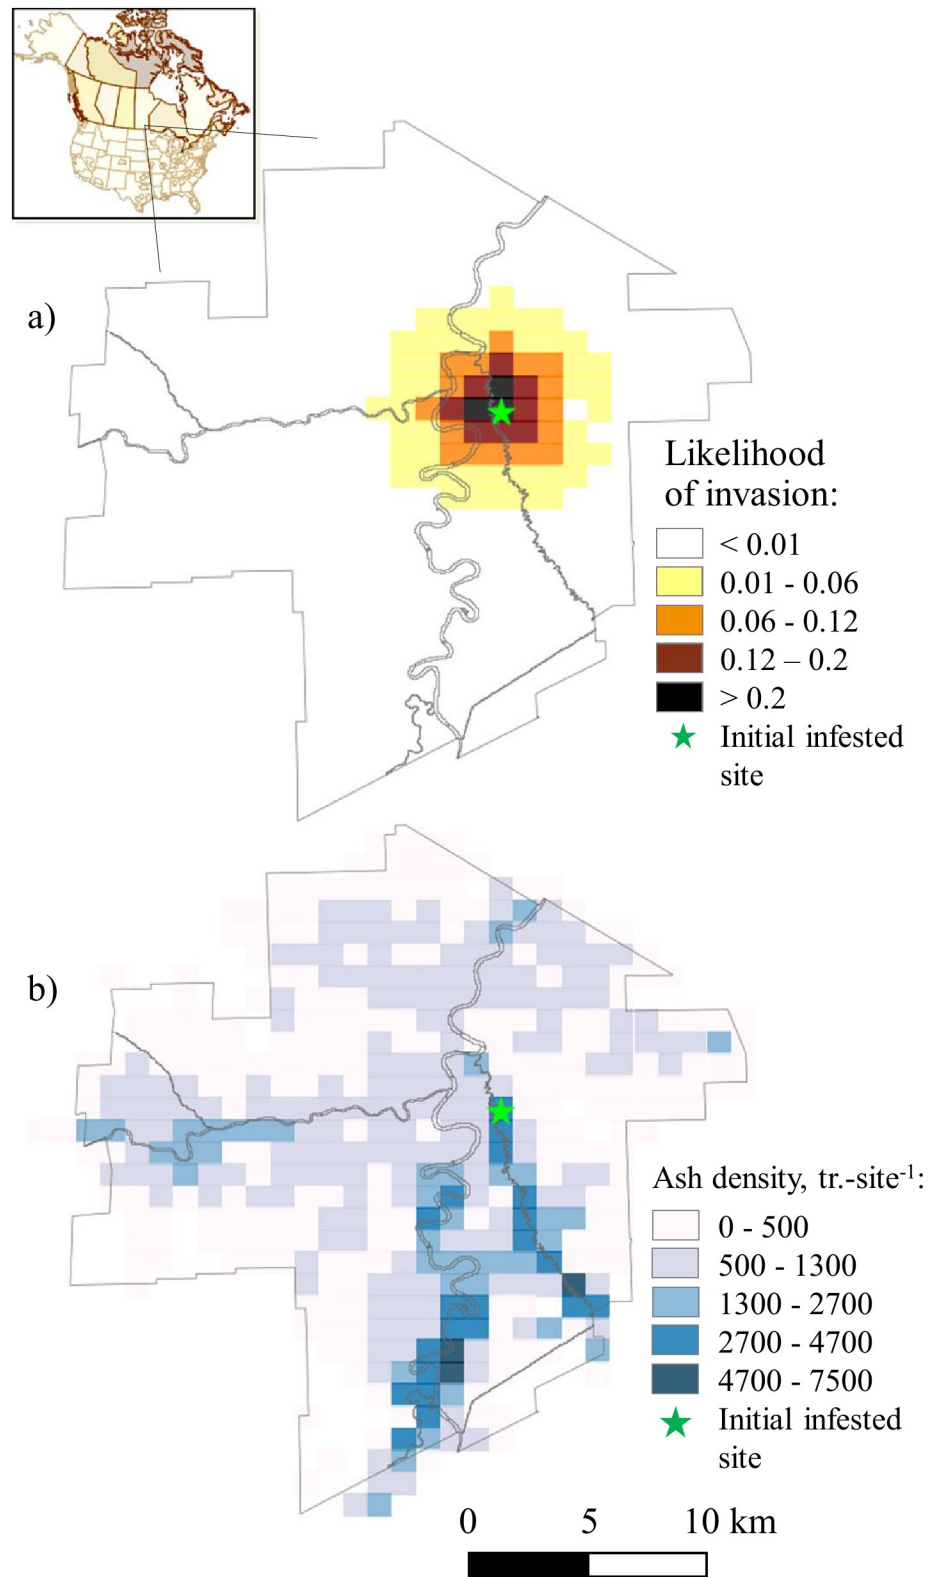 a)
Likelihood
of invasion:
< 0.01
0.01 - 0.06
0.06 - 0.12
0.12 – 0.2
> 0.2
Initial infested
site
b)
Ash density, tr.-site⁻¹:
0 - 500
500 - 1300
1300 - 2700
2700 - 4700
4700 - 7500
Initial infested
site
0 5 10 km